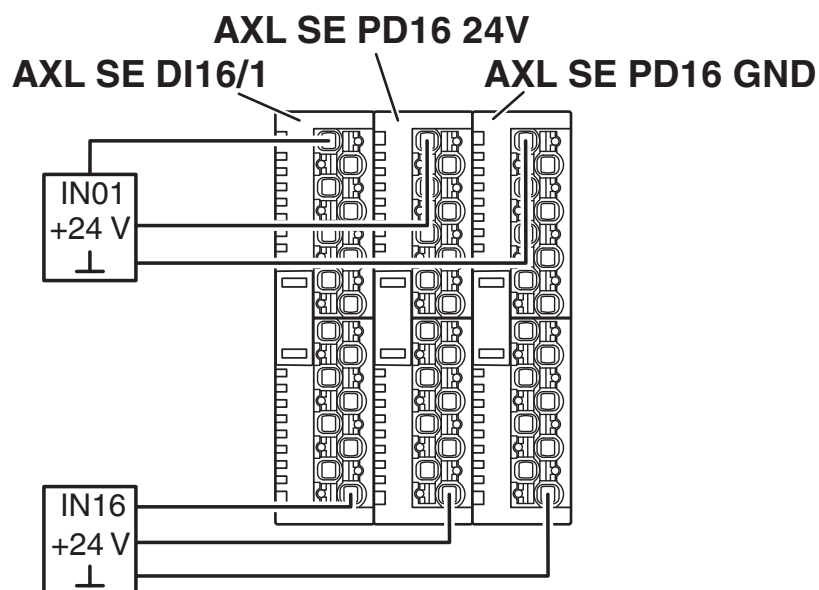 AXL SE PD16 24V
AXL SE DI16/1
AXL SE PD16 GND
IN01
+24 V
IN16
+24 V